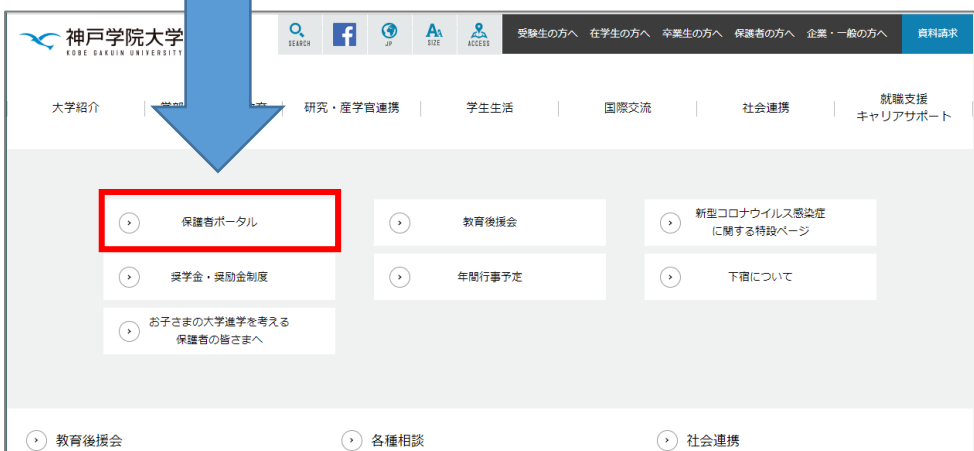 神戸学院大学
KOBE GAKUIN UNIVERSITY
SEARCH
f
JP
AA
SIZE
ACCESS
受験生の方へ 在学生の方へ 卒業生の方へ 保護者の方へ 企業・一般の方へ
資料請求
大学紹介
研究・産学官連携
学生生活
国際交流
社会連携
就職支援
キャリアサポート
保護者ポータル
教育後援会
新型コロナウイルス感染症
に関する特設ページ
奨学金・奨励金制度
年間行事予定
下宿について
お子さまの大学進学を考える
保護者の皆さまへ
教育後援会
各種相談
社会連携